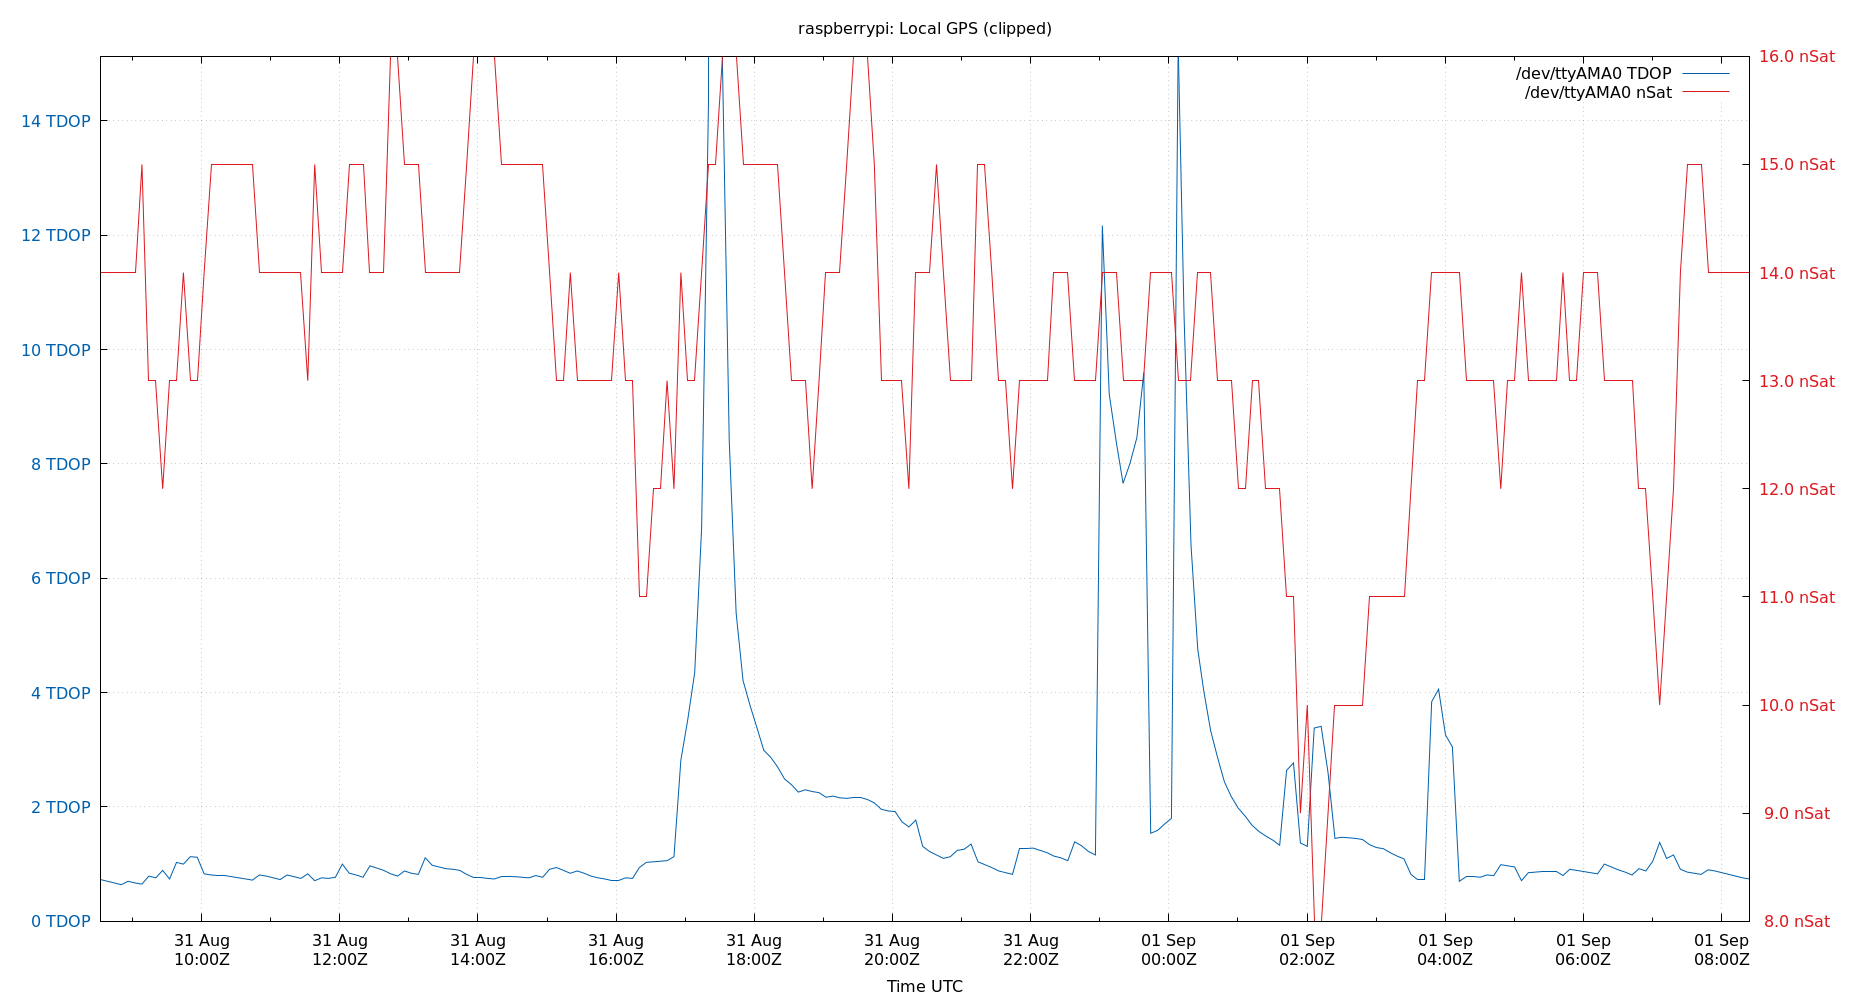 raspberrypi: Local GPS (clipped)
/dev/ttyAMA0 TDOP
/dev/ttyAMA0 nSat
14 TDOP
12 TDOP
10 TDOP
8 TDOP
6 TDOP
4 TDOP
2 TDOP
0 TDOP
16.0 nSat
15.0 nSat
14.0 nSat
13.0 nSat
12.0 nSat
11.0 nSat
10.0 nSat
9.0 nSat
8.0 nSat
31 Aug
10:00Z
31 Aug
12:00Z
31 Aug
14:00Z
31 Aug
16:00Z
31 Aug
18:00Z
31 Aug
20:00Z
31 Aug
22:00Z
01 Sep
00:00Z
01 Sep
02:00Z
01 Sep
04:00Z
01 Sep
06:00Z
01 Sep
08:00Z
Time UTC